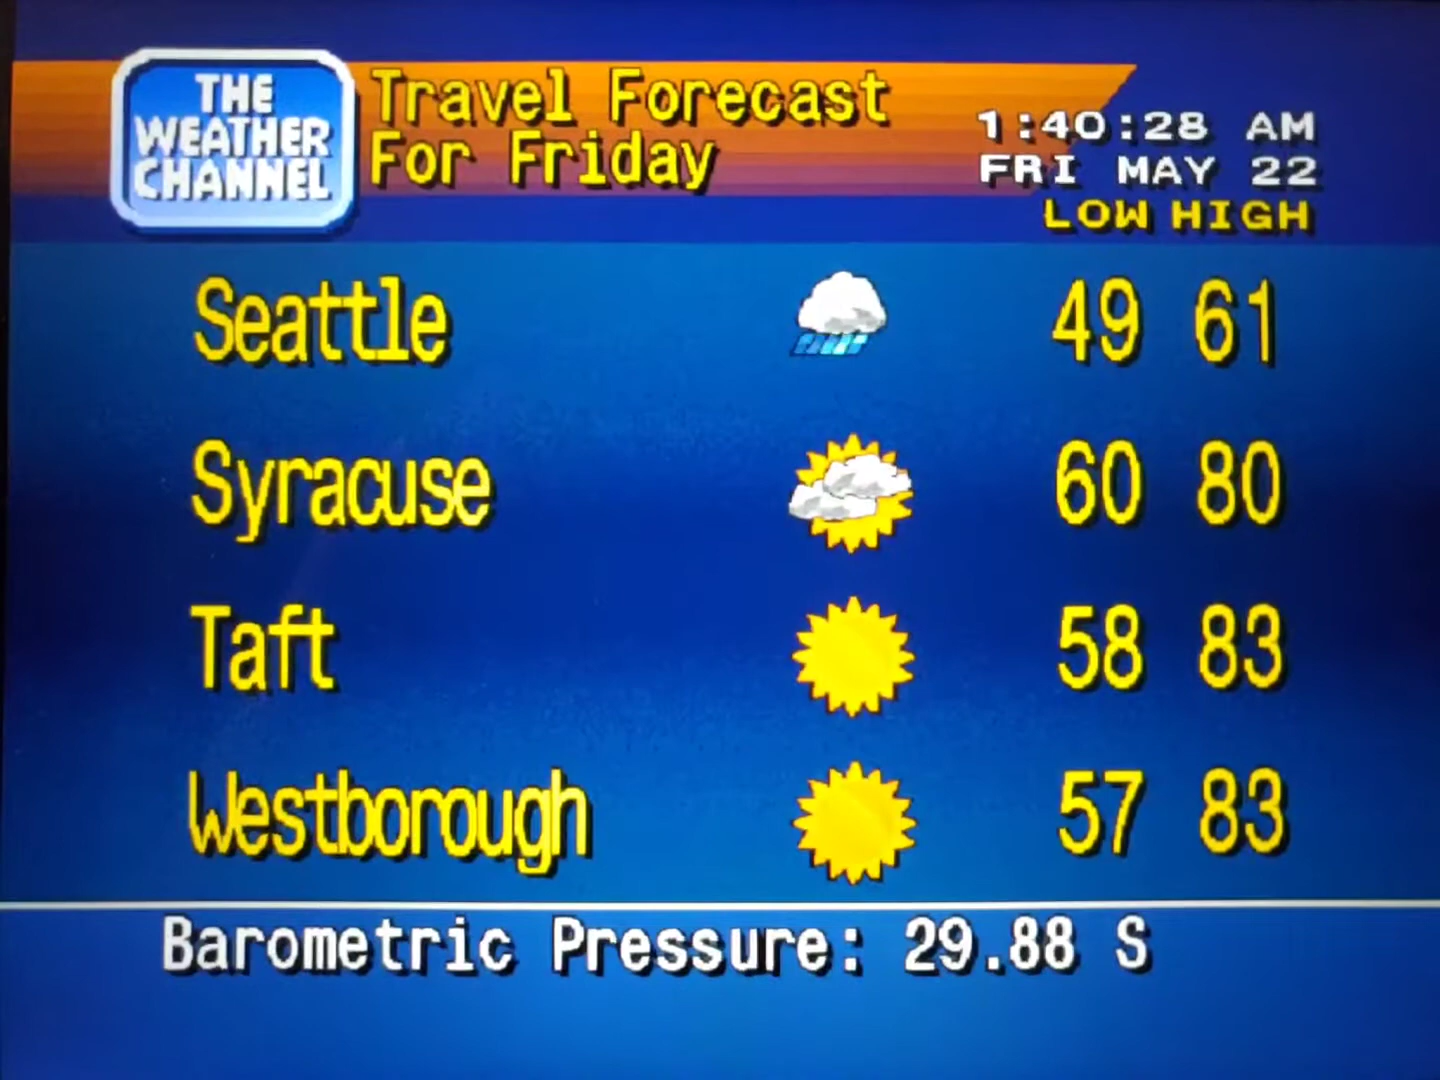 THE
WEATHER
CHANNEL
Travel Forecast
For Friday
1:40:28 AM
FRI MAY 22
LOW HIGH
Seattle 49 61
Syracuse 60 80
Taft 58 83
Westborough 57 83
Barometric Pressure: 29.88 S